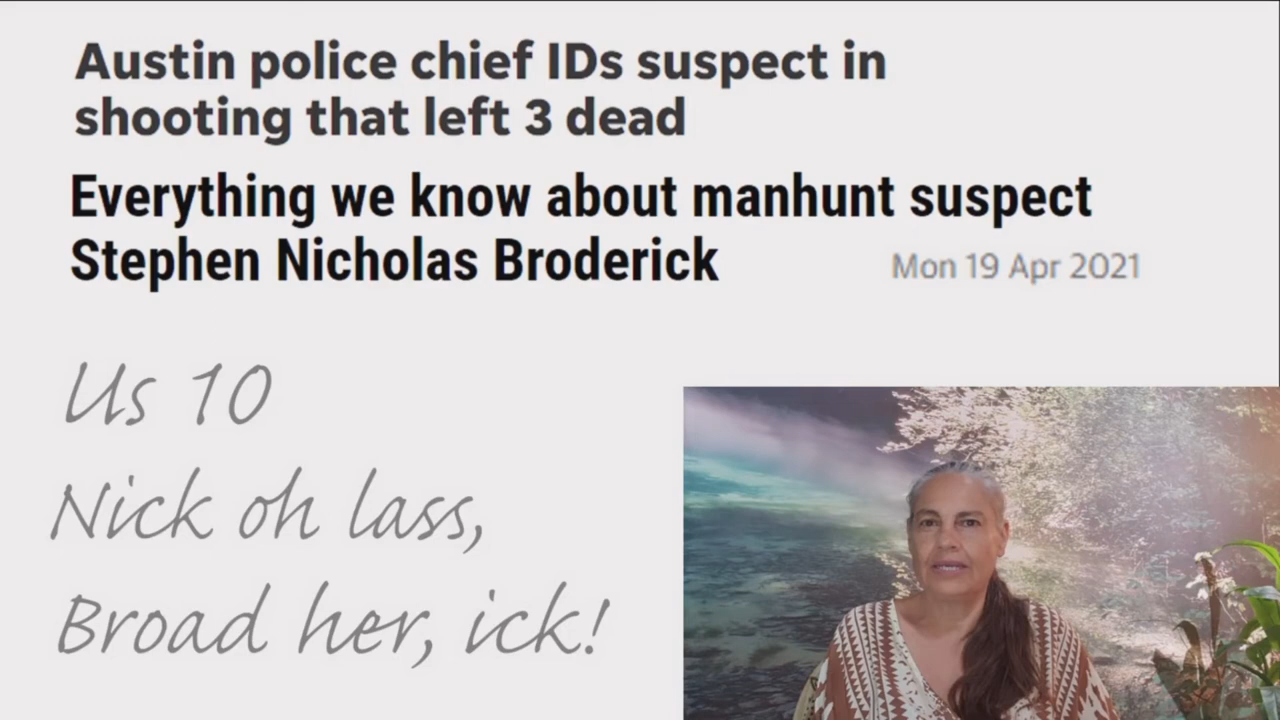 Austin police chief IDs suspect in
shooting that left 3 dead
Everything we know about manhunt suspect
Stephen Nicholas Broderick
Mon 19 Apr 2021
Us 10
Nick oh lass,
Broad her, ick!